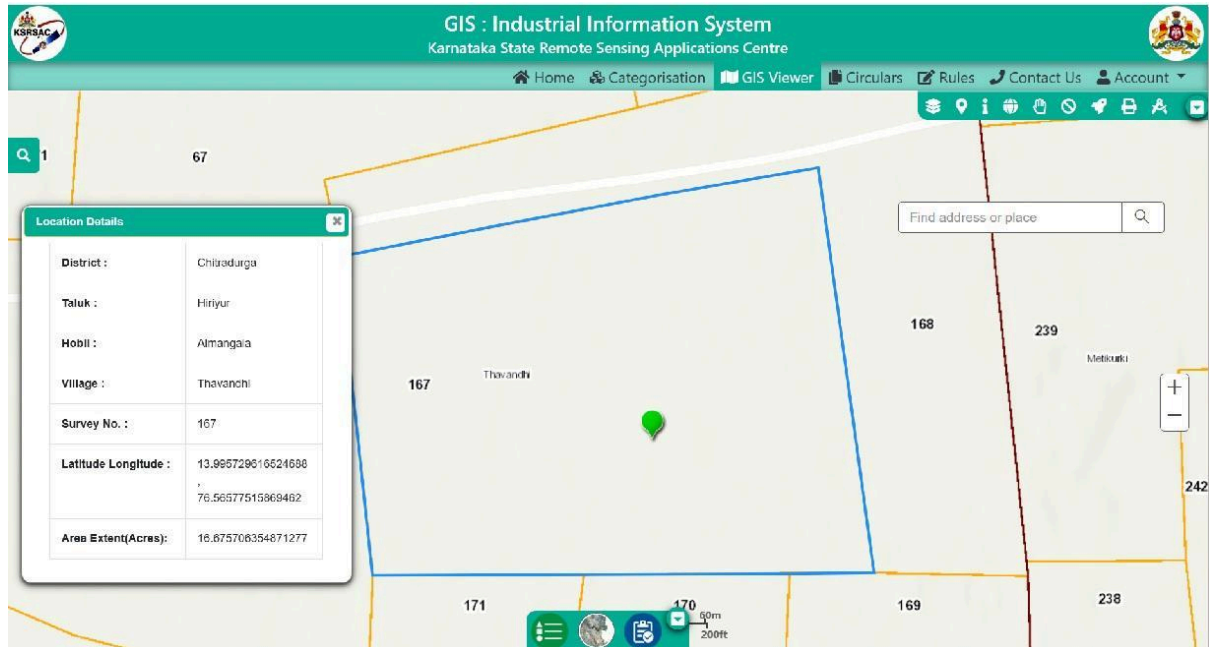 KSRSAC
GIS : Industrial Information System
Karnataka State Remote Sensing Applications Centre
Home Categorisation GIS Viewer Circulars Rules Contact Us Account
1
67
Location Details
District : Chitradurga
Taluk : Hiriyur
Hobli : Aimangala
Village : Thavandhi
Survey No. : 167
Latitude Longitude : 13.995729616524688
,
76.56577515869462
Area Extent(Acres): 16.675706354871277
Find address or place
168
239
Metikurki
167
Thavandhi
+
−
242
171
170
169
238
60m
200ft